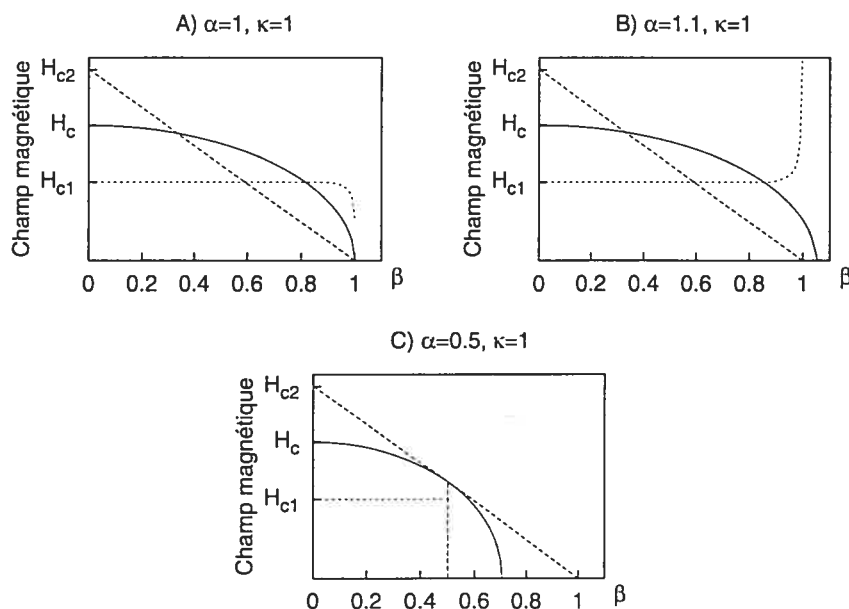 A) α=1, κ=1
Champ magnétique
H_c2
H_c
H_c1
0 0.2 0.4 0.6 0.8 1 β
B) α=1.1, κ=1
Champ magnétique
H_c2
H_c
H_c1
0 0.2 0.4 0.6 0.8 1 β
C) α=0.5, κ=1
Champ magnétique
H_c2
H_c
H_c1
0 0.2 0.4 0.6 0.8 1 β